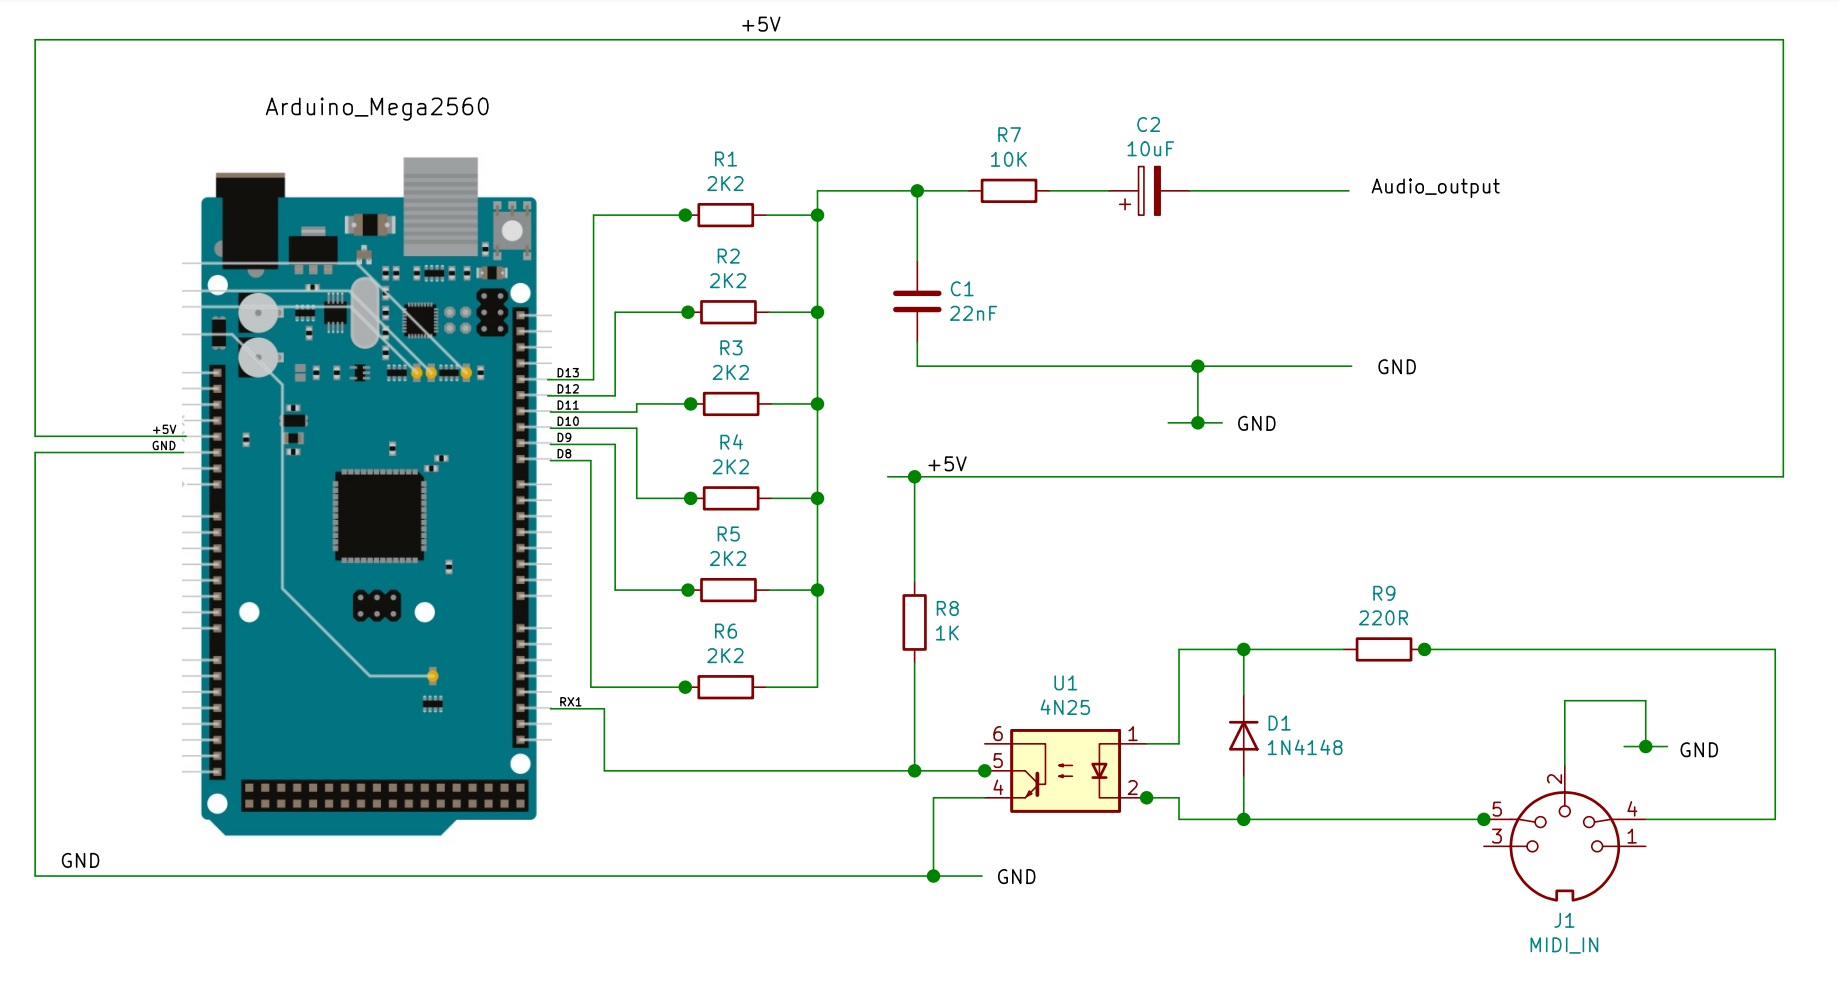 +5V
Arduino_Mega2560
R1
2K2
R2
2K2
R3
2K2
R4
2K2
R5
2K2
R6
2K2
R7
10K
C2
10uF
+
Audio_output
C1
22nF
GND
GND
D13
D12
D11
D10
D9
D8
+5V
GND
+5V
R8
1K
R9
220R
RX1
U1
4N25
6
5
4
1
2
D1
1N4148
GND
2
5
4
3
1
J1
MIDI_IN
GND
GND